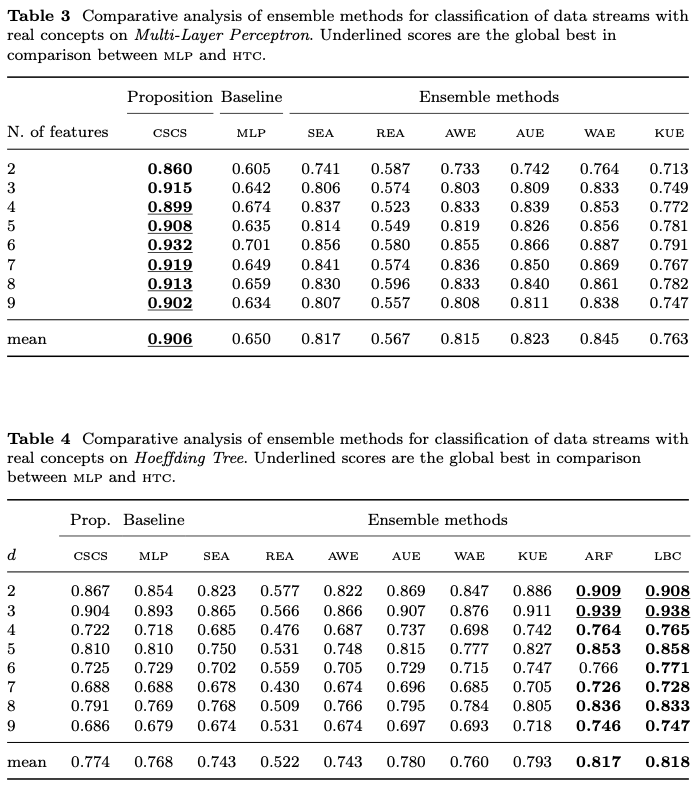 Table 3 Comparative analysis of ensemble methods for classification of data streams with
real concepts on Multi-Layer Perceptron. Underlined scores are the global best in
comparison between MLP and HTC.
Proposition Baseline Ensemble methods
N. of features CSCS MLP SEA REA AWE AUE WAE KUE
2 0.860 0.605 0.741 0.587 0.733 0.742 0.764 0.713
3 0.915 0.642 0.806 0.574 0.803 0.809 0.833 0.749
4 0.899 0.674 0.837 0.523 0.833 0.839 0.853 0.772
5 0.908 0.635 0.814 0.549 0.819 0.826 0.856 0.781
6 0.932 0.701 0.856 0.580 0.855 0.866 0.887 0.791
7 0.919 0.649 0.841 0.574 0.836 0.850 0.869 0.767
8 0.913 0.659 0.830 0.596 0.833 0.840 0.861 0.782
9 0.902 0.634 0.807 0.557 0.808 0.811 0.838 0.747
mean 0.906 0.650 0.817 0.567 0.815 0.823 0.845 0.763
Table 4 Comparative analysis of ensemble methods for classification of data streams with
real concepts on Hoeffding Tree. Underlined scores are the global best in comparison
between MLP and HTC.
Prop. Baseline Ensemble methods
d CSCS MLP SEA REA AWE AUE WAE KUE ARF LBC
2 0.867 0.854 0.823 0.577 0.822 0.869 0.847 0.886 0.909 0.908
3 0.904 0.893 0.865 0.566 0.866 0.907 0.876 0.911 0.939 0.938
4 0.722 0.718 0.685 0.476 0.687 0.737 0.698 0.742 0.764 0.765
5 0.810 0.810 0.750 0.531 0.748 0.815 0.777 0.827 0.853 0.858
6 0.725 0.729 0.702 0.559 0.705 0.729 0.715 0.747 0.766 0.771
7 0.688 0.688 0.678 0.430 0.674 0.696 0.685 0.705 0.726 0.728
8 0.791 0.769 0.768 0.509 0.766 0.795 0.784 0.805 0.836 0.833
9 0.686 0.679 0.674 0.531 0.674 0.697 0.693 0.718 0.746 0.747
mean 0.774 0.768 0.743 0.522 0.743 0.780 0.760 0.793 0.817 0.818